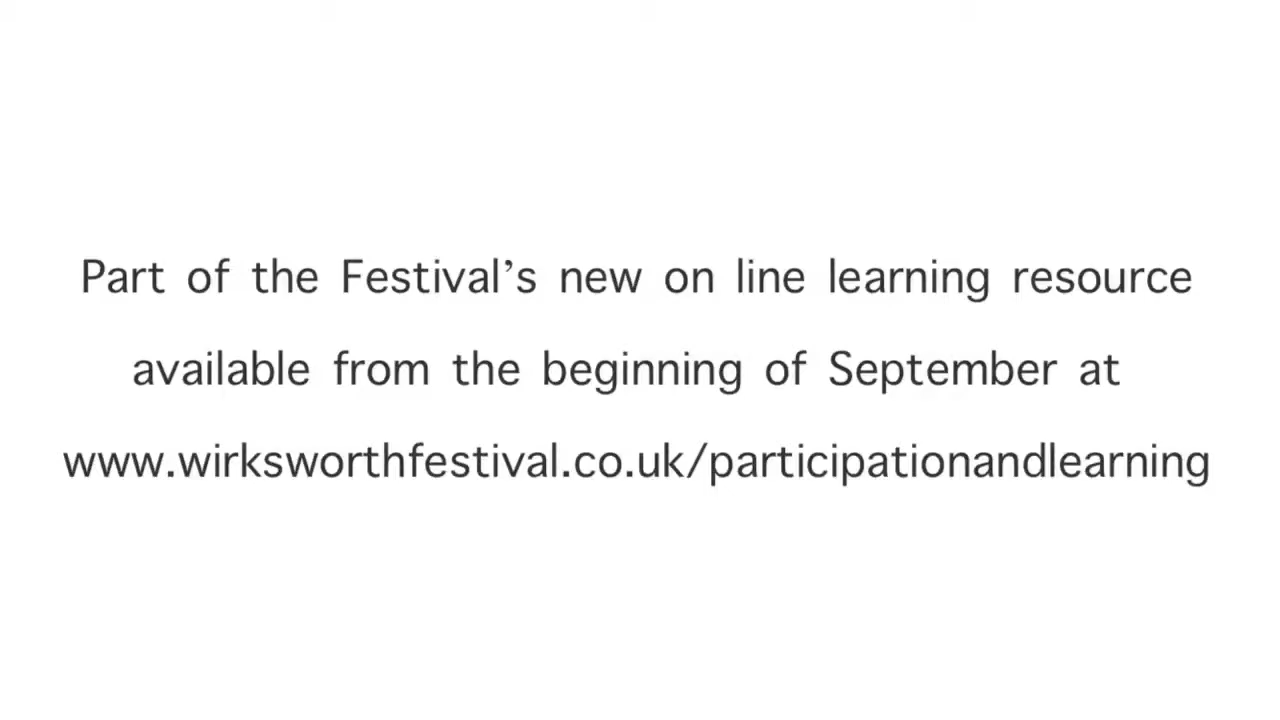 Part of the Festival’s new on line learning resource
available from the beginning of September at
www.wirksworthfestival.co.uk/participationandlearning